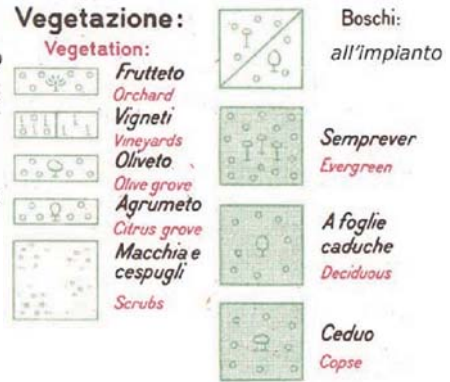 Vegetazione:
Vegetation:
Frutteto
Orchard
Vigneti
Vineyards
Oliveto
Olive grove
Agrumeto
Citrus grove
Macchia e
cespugli
Scrubs
Boschi:
all'impianto
Semprever
Evergreen
A foglie
caduche
Deciduous
Ceduo
Copse